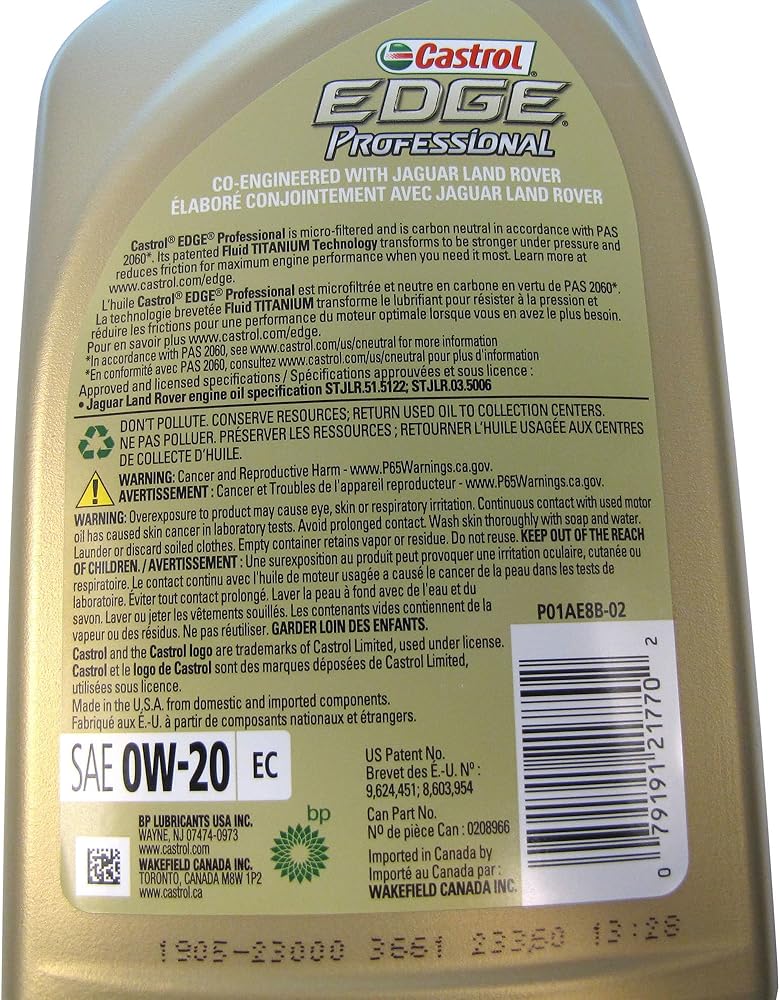 Castrol
EDGE®
PROFESSIONAL
CO-ENGINEERED WITH JAGUAR LAND ROVER
ÉLABORÉ CONJOINTEMENT AVEC JAGUAR LAND ROVER
Castrol® EDGE® Professional is micro-filtered and is carbon neutral in accordance with PAS
2060*. Its patented Fluid TITANIUM Technology transforms to be stronger under pressure and
reduces friction for maximum engine performance when you need it most. Learn more at
www.castrol.com/edge.
L'huile Castrol® EDGE® Professional est microfiltrée et neutre en carbone en vertu de PAS 2060*.
La technologie brevetée Fluid TITANIUM transforme le lubrifiant pour résister à la pression et
réduire les frictions pour une performance du moteur optimale lorsque vous en avez le plus besoin.
Pour en savoir plus www.castrol.com/edge.
*In accordance with PAS 2060, see www.castrol.com/us/cneutral for more information
*En conformité avec PAS 2060, consultez www.castrol.com/us/cneutral pour plus d'information
Approved and licensed specifications / Spécifications approuvées et sous licence :
• Jaguar Land Rover engine oil specification STJLR.51.5122; STJLR.03.5006
DON'T POLLUTE. CONSERVE RESOURCES; RETURN USED OIL TO COLLECTION CENTERS.
NE PAS POLLUER. PRÉSERVER LES RESSOURCES ; RETOURNER L'HUILE USAGÉE AUX CENTRES
DE COLLECTE D'HUILE.
WARNING: Cancer and Reproductive Harm - www.P65Warnings.ca.gov.
AVERTISSEMENT : Cancer et Troubles de l'appareil reproducteur - www.P65Warnings.ca.gov.
WARNING: Overexposure to product may cause eye, skin or respiratory irritation. Continuous contact with used motor
oil has caused skin cancer in laboratory tests. Avoid prolonged contact. Wash skin thoroughly with soap and water.
Launder or discard soiled clothes. Empty container retains vapor or residue. Do not reuse. KEEP OUT OF THE REACH
OF CHILDREN. / AVERTISSEMENT : Une surexposition au produit peut provoquer une irritation oculaire, cutanée ou
respiratoire. Le contact continu avec l'huile de moteur usagée a causé le cancer de la peau dans les tests de
laboratoire. Éviter tout contact prolongé. Laver la peau à fond avec de l'eau et du
savon. Laver ou jeter les vêtements souillés. Les contenants vides contiennent de la
vapeur ou des résidus. Ne pas réutiliser. GARDER LOIN DES ENFANTS.
P01AE8B-02
Castrol and the Castrol logo are trademarks of Castrol Limited, used under license.
Castrol et le logo de Castrol sont des marques déposées de Castrol Limited,
utilisées sous licence.
Made in the U.S.A. from domestic and imported components.
Fabriqué aux É.-U. à partir de composants nationaux et étrangers.
SAE 0W-20 EC
US Patent No.
Brevet des É.-U. Nº :
9,624,451; 8,603,954
Can Part No.
Nº de pièce Can : 0208966
Imported in Canada by
Importé au Canada par :
WAKEFIELD CANADA INC.
BP LUBRICANTS USA INC.
WAYNE, NJ 07474-0973
www.castrol.com
WAKEFIELD CANADA INC.
TORONTO, CANADA M8W 1P2
www.castrol.ca
bp
0 79191 21770 2
1905-23000 3661 23350 13:28